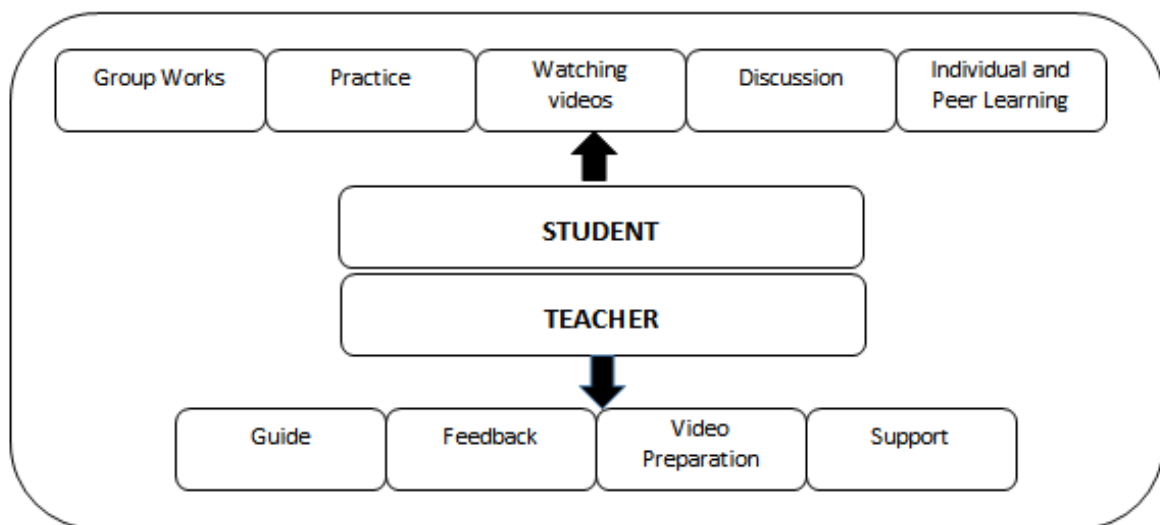 Group Works
Practice
Watching
videos
Discussion
Individual and
Peer Learning
STUDENT
TEACHER
Guide
Feedback
Video
Preparation
Support